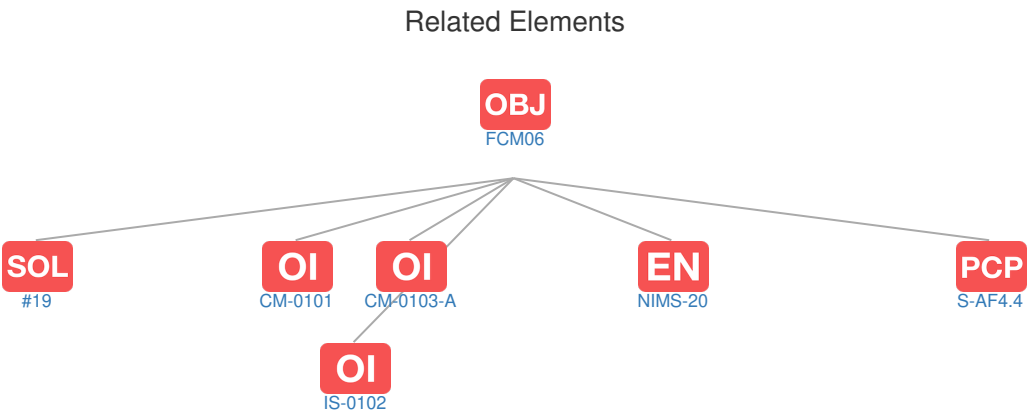 Related Elements
OBJ
FCM06
SOL
#19
OI
CM-0101
OI
CM-0103-A
EN
NIMS-20
PCP
S-AF4.4
OI
IS-0102